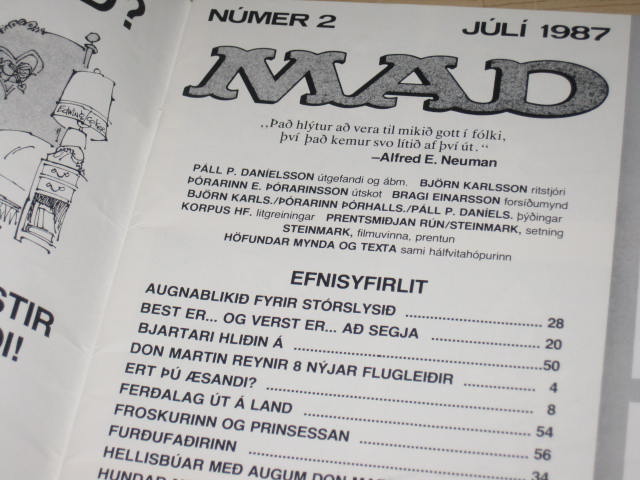 D?
STIR
DI!
NÚMER 2 JÚLÍ 1987
MAD
„Það hlýtur að vera til mikið gott í fólki,
því það kemur svo lítið af því út."
—Alfred E. Neuman
PÁLL P. DANÍELSSON útgefandi og ábm. BJÖRN KARLSSON ritstjóri
ÞÓRARINN E. ÞÓRARINSSON útskot BRAGI EINARSSON forsíðumynd
BJÖRN KARLS./ÞÓRARINN ÞÓRHALLS./PÁLL P. DANÍELS. þýðingar
KORPUS HF. litgreiningar PRENTSMIÐJAN RÚN/STEINMARK, setning
STEINMARK, filmuvinna, prentun
HÖFUNDAR MYNDA OG TEXTA sami hálfvitahópurinn
EFNISYFIRLIT
AUGNABLIKIÐ FYRIR STÓRSLYSIÐ 28
BEST ER... OG VERST ER... AÐ SEGJA 20
BJARTARI HLIÐIN Á 50
DON MARTIN REYNIR 8 NÝJAR FLUGLEIÐIR 4
ERT ÞÚ ÆSANDI? 8
FERÐALAG ÚT Á LAND 54
FROSKURINN OG PRINSESSAN 56
FURÐUFAÐIRINN 34
HELLISBÚAR MEÐ AUGUM DON MAR
HUNDAR